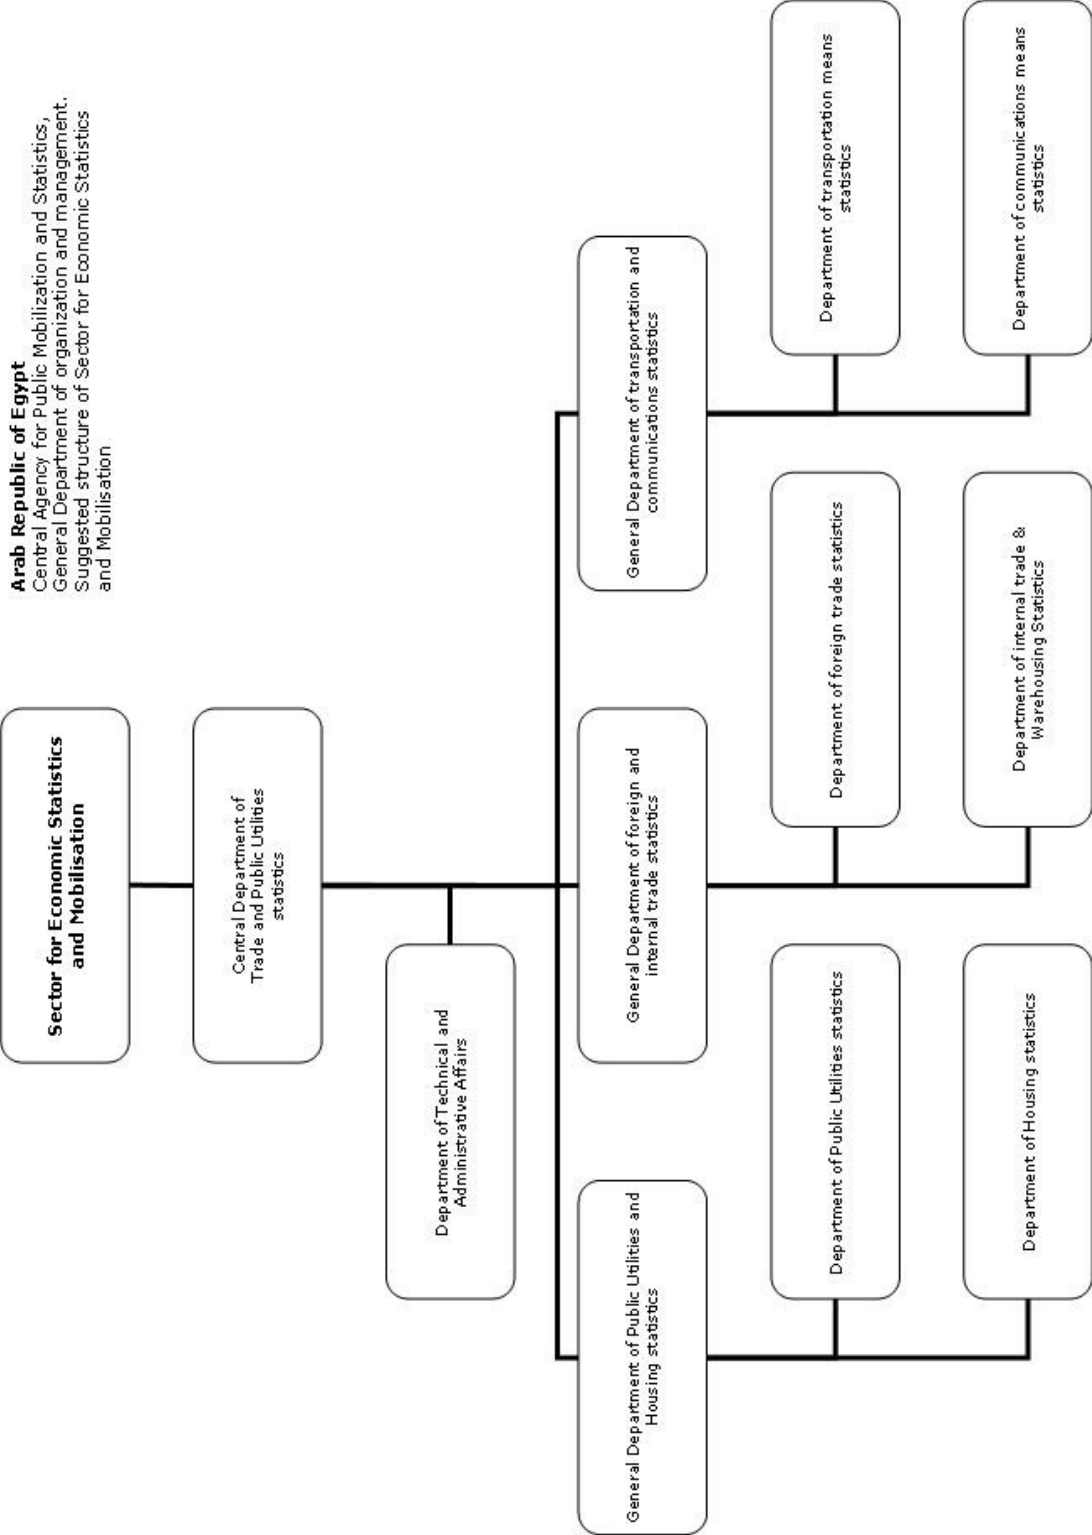 Arab Republic of Egypt
Central Agency for Public Mobilization and Statistics,
General Department of organization and management.
Suggested structure of Sector for Economic Statistics
and Mobilisation
Sector for Economic Statistics
and Mobilisation
Central Department of
Trade and Public Utilities
statistics
Department of Technical and
Administrative Affairs
General Department of Public Utilities and
Housing statistics
General Department of foreign and
internal trade statistics
General Department of transportation and
communications statistics
Department of Public Utilities statistics
Department of foreign trade statistics
Department of transportation means
statistics
Department of Housing statistics
Department of internal trade &
Warehousing Statistics
Department of communications means
statistics